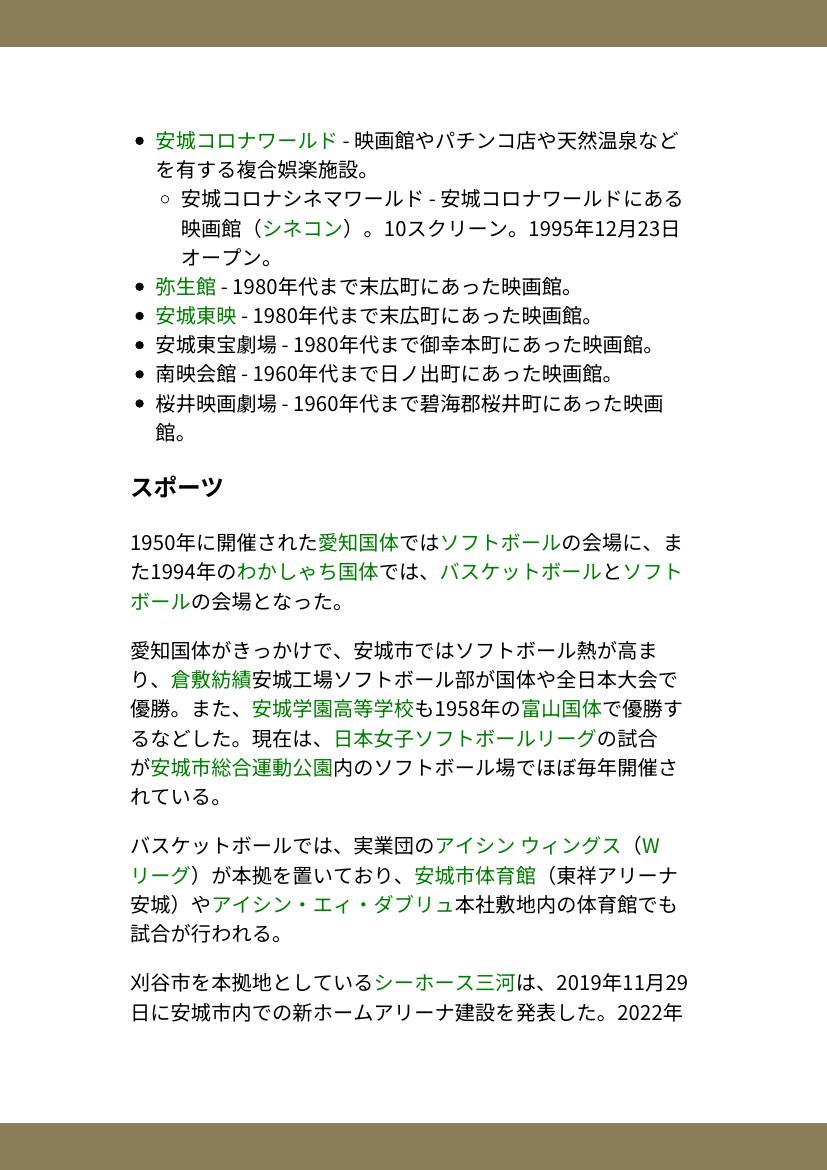 • 安城コロナワールド - 映画館やパチンコ店や天然温泉など
を有する複合娯楽施設。
○ 安城コロナシネマワールド - 安城コロナワールドにある
映画館（シネコン）。10スクリーン。1995年12月23日
オープン。
• 弥生館 - 1980年代まで末広町にあった映画館。
• 安城東映 - 1980年代まで末広町にあった映画館。
• 安城東宝劇場 - 1980年代まで御幸本町にあった映画館。
• 南映会館 - 1960年代まで日ノ出町にあった映画館。
• 桜井映画劇場 - 1960年代まで碧海郡桜井町にあった映画
館。
スポーツ
1950年に開催された愛知国体ではソフトボールの会場に、ま
た1994年のわかしゃち国体では、バスケットボールとソフト
ボールの会場となった。
愛知国体がきっかけで、安城市ではソフトボール熱が高ま
り、倉敷紡績安城工場ソフトボール部が国体や全日本大会で
優勝。また、安城学園高等学校も1958年の富山国体で優勝す
るなどした。現在は、日本女子ソフトボールリーグの試合
が安城市総合運動公園内のソフトボール場でほぼ毎年開催さ
れている。
バスケットボールでは、実業団のアイシン ウィングス（W
リーグ）が本拠を置いており、安城市体育館（東祥アリーナ
安城）やアイシン・エィ・ダブリュ本社敷地内の体育館でも
試合が行われる。
刈谷市を本拠地としているシーホース三河は、2019年11月29
日に安城市内での新ホームアリーナ建設を発表した。2022年